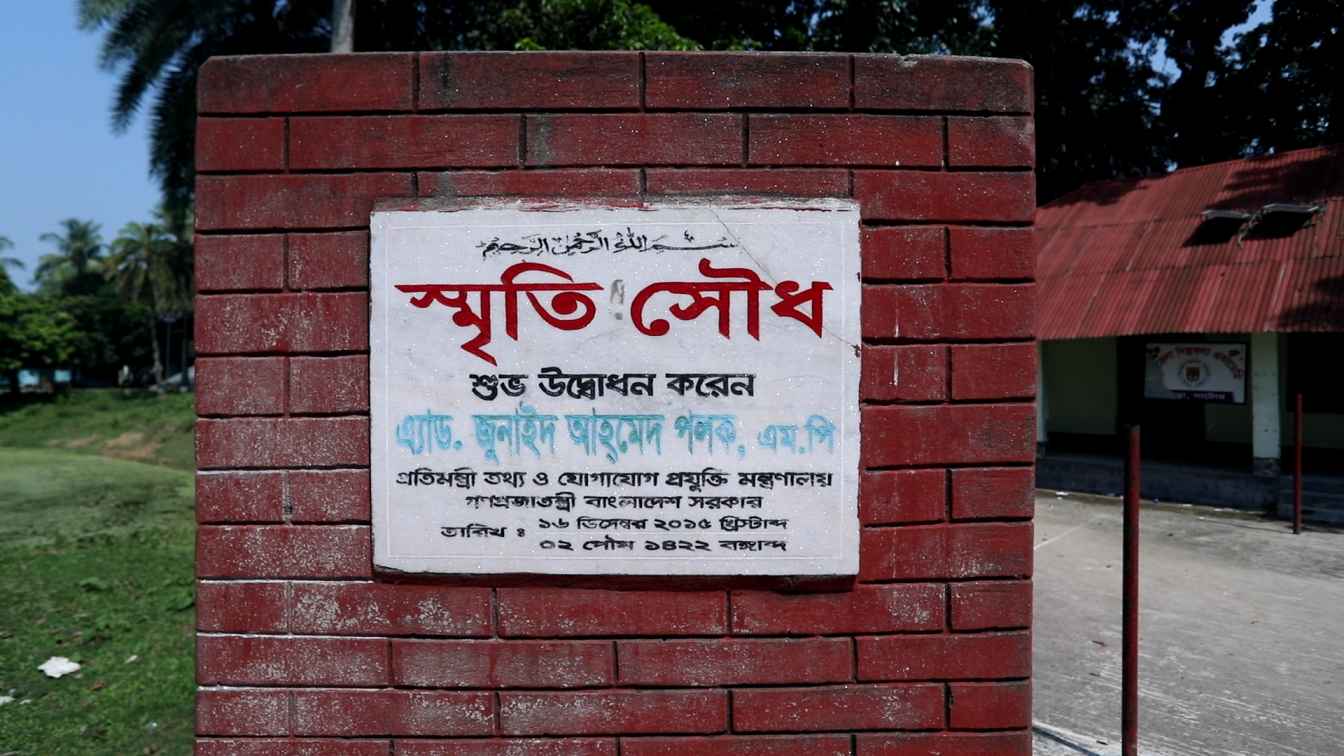 بسم الله الرحمن الرحيم
স্মৃতি সৌধ
শুভ উদ্বোধন করেন
এ্যাড. জুনাইদ আহ্‌মেদ পলক, এম.পি
প্রতিমন্ত্রী তথ্য ও যোগাযোগ প্রযুক্তি মন্ত্রণালয়
গণপ্রজাতন্ত্রী বাংলাদেশ সরকার
তারিখ : ১৬ ডিসেম্বর ২০১৫ খ্রিস্টাব্দ
০২ পৌষ ১৪২২ বঙ্গাব্দ